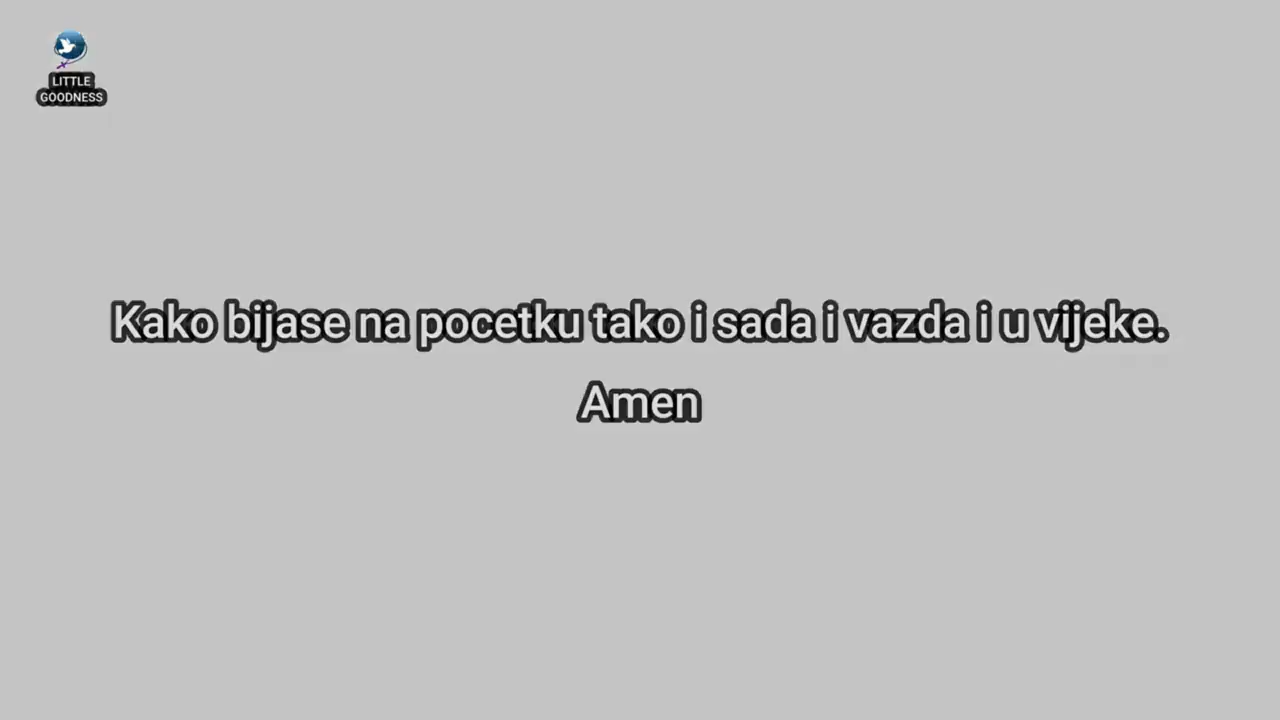 LITTLE
GOODNESS
Kako bijase na pocetku tako i sada i vazda i u vijeke.
Amen